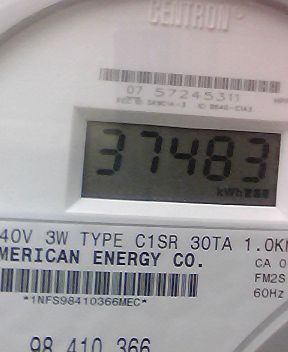 CENTRON®
07 57245311
37483
kWh
40V 3W TYPE C1SR 30TA 1.0K
MERICAN ENERGY CO.
CA 0
FM2S
60Hz
*1NFS98410366MEC*
98 410 366